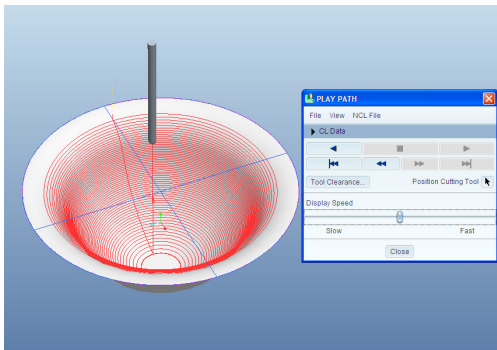 PLAY PATH
File View NCL File
CL Data
Tool Clearance...
Position Cutting Tool
Display Speed
Slow Fast
Close